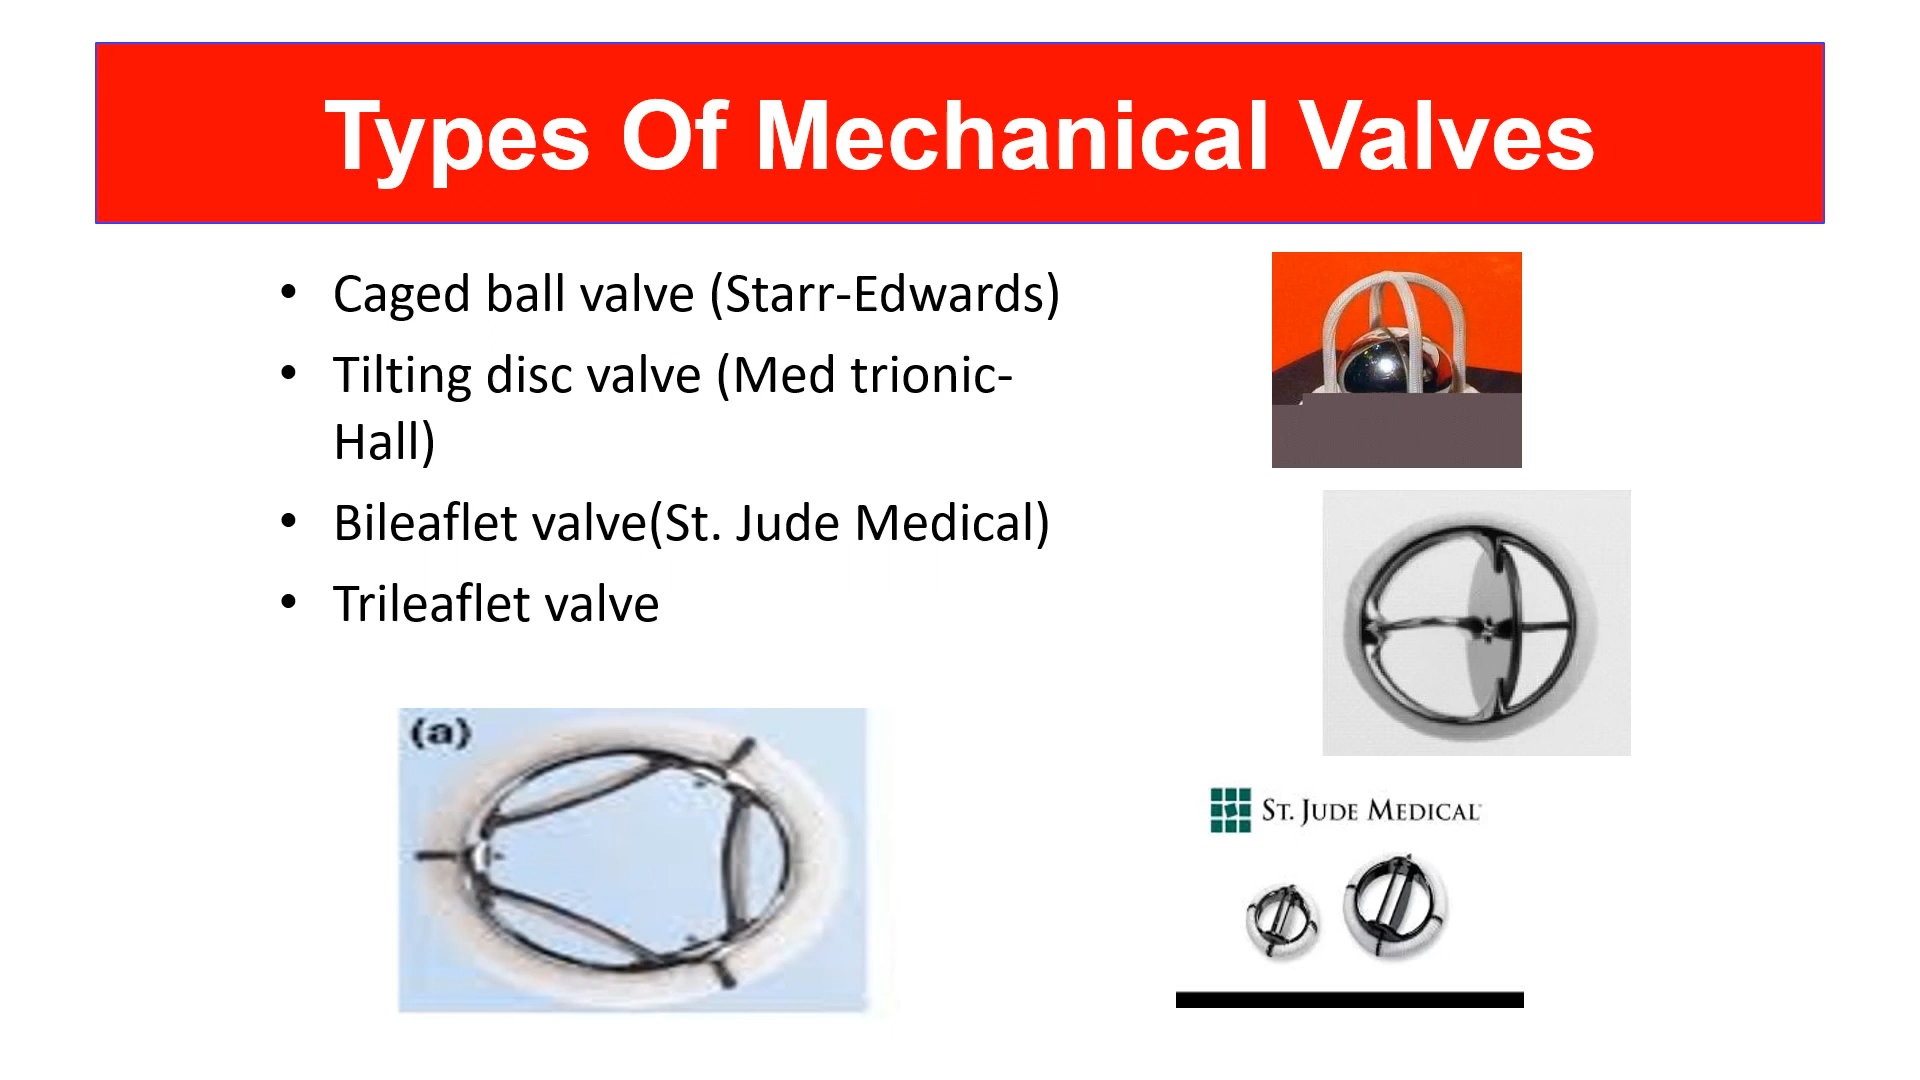 Types Of Mechanical Valves
• Caged ball valve (Starr-Edwards)
• Tilting disc valve (Med trionic-
Hall)
• Bileaflet valve(St. Jude Medical)
• Trileaflet valve
(a)
ST. JUDE MEDICAL